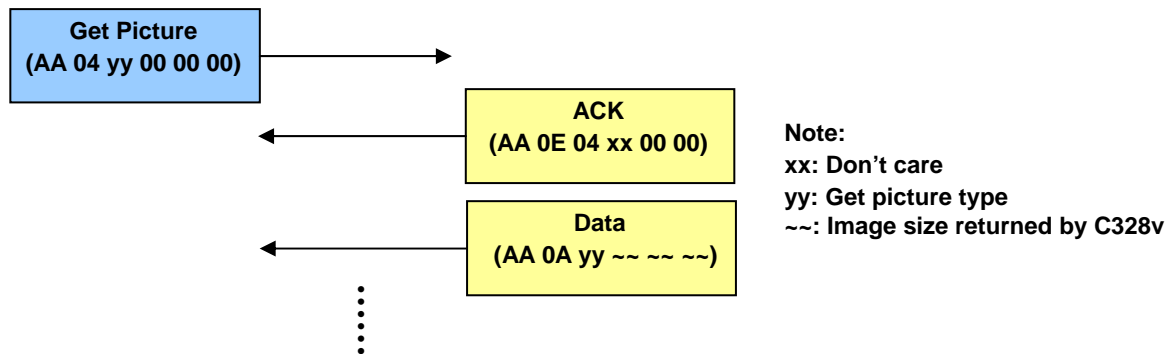 Get Picture
(AA 04 yy 00 00 00)
ACK
(AA 0E 04 xx 00 00)
Data
(AA 0A yy ~~ ~~ ~~)
Note:
xx: Don't care
yy: Get picture type
~~: Image size returned by C328v